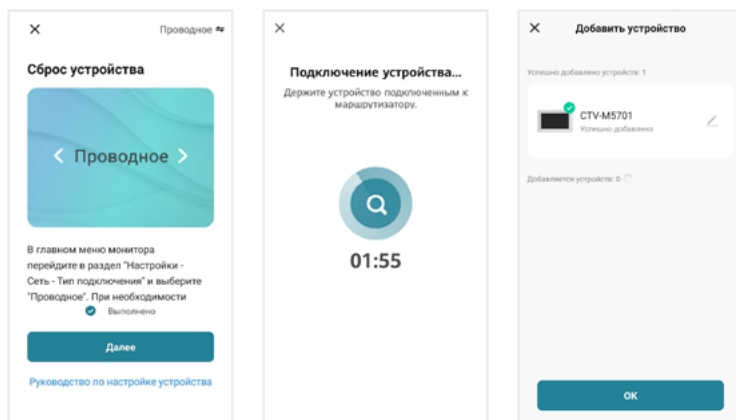 Проводное
Сброс устройства
Проводное
В главном меню монитора
перейдите в раздел "Настройки -
Сеть - Тип подключения" и выберите
"Проводное". При необходимости
Выполнено
Далее
Руководство по настройке устройства
Подключение устройства...
Держите устройство подключенным к
маршрутизатору.
01:55
Добавить устройство
Успешно добавлено устройств: 1
CTV-M5701
Успешно добавлено
Добавляется устройств: 0
ОК